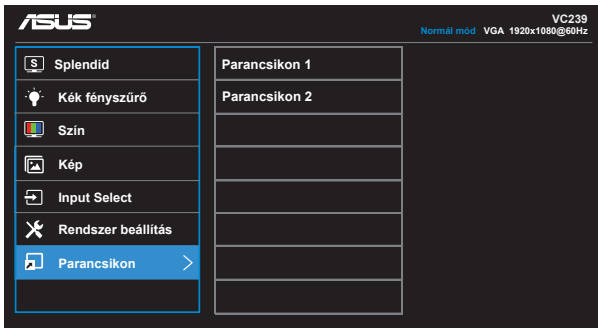 ASUS
VC239
Normál mód VGA 1920x1080@60Hz
S Splendid
Kék fényszűrő
Szín
Kép
Input Select
Rendszer beállítás
Parancsikon
Parancsikon 1
Parancsikon 2